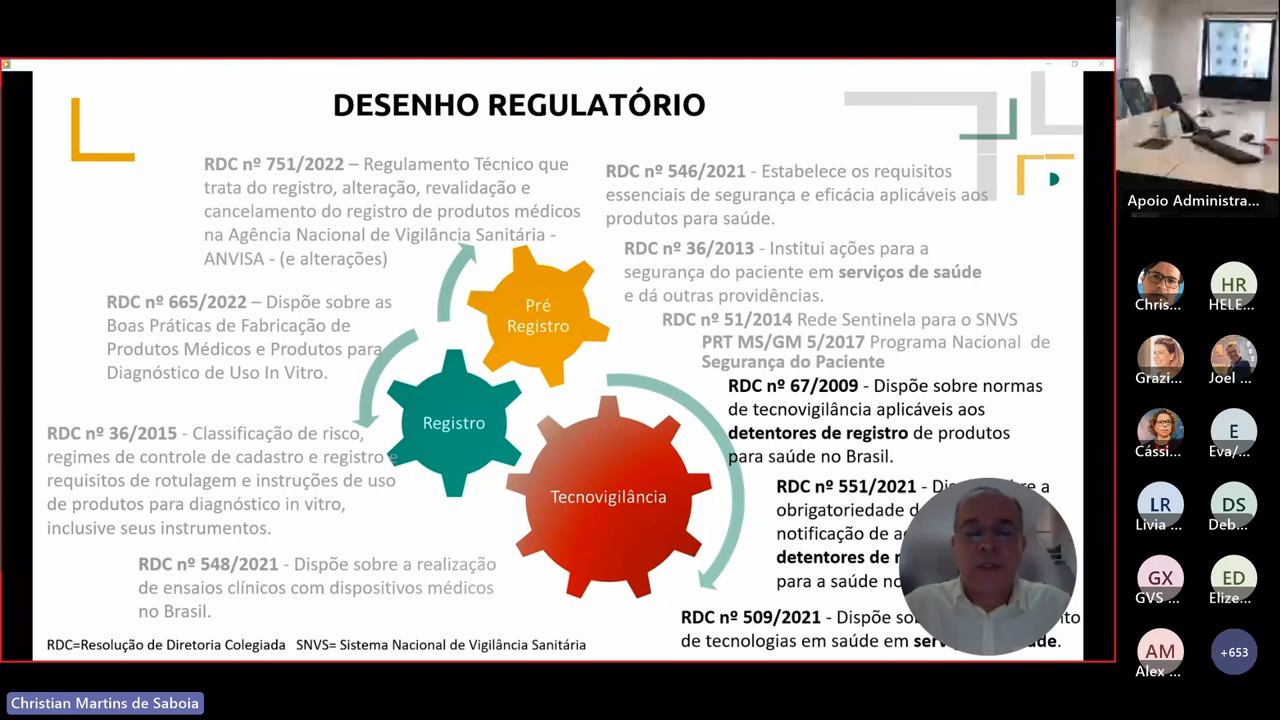 DESENHO REGULATÓRIO
RDC nº 751/2022 – Regulamento Técnico que
trata do registro, alteração, revalidação e
cancelamento do registro de produtos médicos
na Agência Nacional de Vigilância Sanitária -
ANVISA - (e alterações)
RDC nº 546/2021 - Estabelece os requisitos
essenciais de segurança e eficácia aplicáveis aos
produtos para saúde.
RDC nº 36/2013 - Institui ações para a
segurança do paciente em serviços de saúde
e dá outras providências.
RDC nº 665/2022 – Dispõe sobre as
Boas Práticas de Fabricação de
Produtos Médicos e Produtos para
Diagnóstico de Uso In Vitro.
Pré
Registro
RDC nº 51/2014 Rede Sentinela para o SNVS
PRT MS/GM 5/2017 Programa Nacional de
Segurança do Paciente
RDC nº 67/2009 - Dispõe sobre normas
de tecnovigilância aplicáveis aos
detentores de registro de produtos
para saúde no Brasil.
Registro
RDC nº 36/2015 - Classificação de risco,
regimes de controle de cadastro e registro e
requisitos de rotulagem e instruções de uso
de produtos para diagnóstico in vitro,
inclusive seus instrumentos.
Tecnovigilância
RDC nº 551/2021 - a
obrigatoriedade
notificação de
detentores de
para a saúde
RDC nº 548/2021 - Dispõe sobre a realização
de ensaios clínicos com dispositivos médicos
no Brasil.
RDC nº 509/2021 - Dispõe
de tecnologias em saúde em
RDC=Resolução de Diretoria Colegiada SNVS= Sistema Nacional de Vigilância Sanitária
Apoio Administra...
Chris...
HR
HELE...
Grazi...
Joel ...
Cássi...
E
Eva/...
LR
Livia ...
DS
Deb...
GX
GVS ...
ED
Elize...
AM
Alex ...
+653
Christian Martins de Saboia